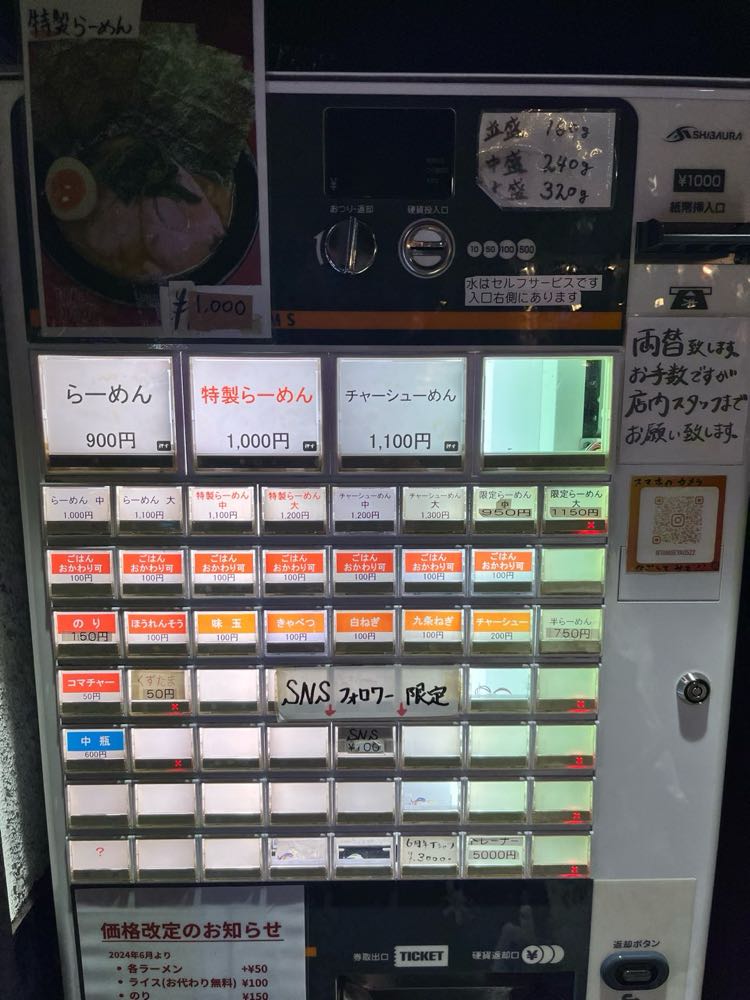 特製らーめん
¥1,000
並盛 160g
中盛 240g
大盛 320g
おつり・返却
硬貨投入口
10 50 100 500
水はセルフサービスです
入口右側にあります
SHIBAURA
¥1000
紙幣挿入口
両替致します。
お手数ですが
店内スタッフまで
お願い致します。
らーめん
900円
押す
特製らーめん
1,000円
押す
チャーシューめん
1,100円
押す
らーめん 中
1,000円
らーめん 大
1,100円
特製らーめん
中
1,100円
特製らーめん
大
1,200円
チャーシューめん
中
1,200円
チャーシューめん
大
1,300円
限定らーめん
中
950円
限定らーめん
大
1150円
ごはん
おかわり可
100円
ごはん
おかわり可
100円
ごはん
おかわり可
100円
ごはん
おかわり可
100円
ごはん
おかわり可
100円
ごはん
おかわり可
100円
ごはん
おかわり可
100円
のり
150円
ほうれんそう
100円
味玉
100円
きゃべつ
100円
白ねぎ
100円
九条ねぎ
100円
チャーシュー
200円
半らーめん
750円
コマチャー
50円
くずたま
50円
SNS フォロワー 限定
中瓶
600円
SNS
?
トレーナー
5000円
スマホのカメラ
価格改定のお知らせ
2024年6月より
• 各ラーメン +¥50
• ライス(お代わり無料) ¥100
• のり ¥150
券取出口
TICKET
硬貨返却口
返却ボタン